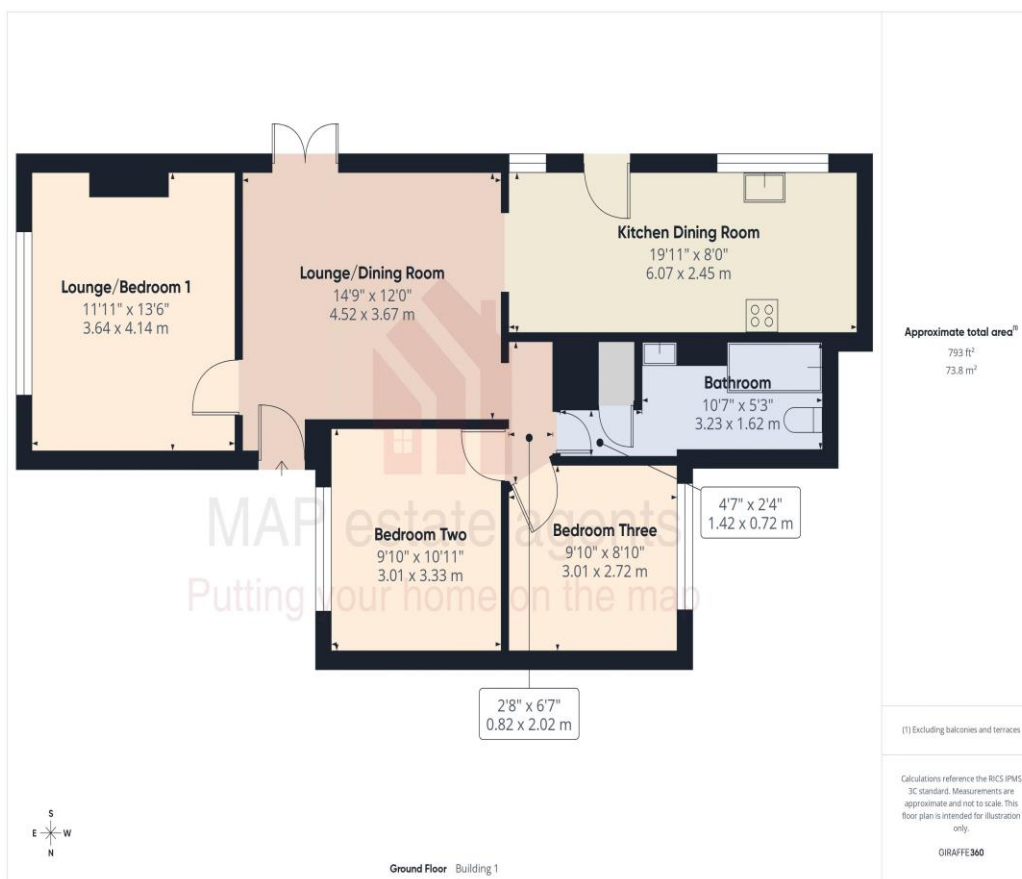 Lounge/Bedroom 1
11'11" x 13'6"
3.64 x 4.14 m
Lounge/Dining Room
14'9" x 12'0"
4.52 x 3.67 m
Kitchen Dining Room
19'11" x 8'0"
6.07 x 2.45 m
Bathroom
10'7" x 5'3"
3.23 x 1.62 m
4'7" x 2'4"
1.42 x 0.72 m
Bedroom Two
9'10" x 10'11"
3.01 x 3.33 m
Bedroom Three
9'10" x 8'10"
3.01 x 2.72 m
2'8" x 6'7"
0.82 x 2.02 m
MAP estate agents
Putting your home on the map
S
E W
N
Ground Floor Building 1
Approximate total area(1)
793 ft²
73.8 m²
(1) Excluding balconies and terraces
Calculations reference the RICS IPMS
3C standard. Measurements are
approximate and not to scale. This
floor plan is intended for illustration
only.
GIRAFFE360